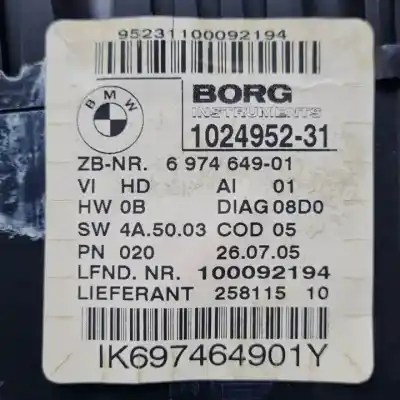 95231100092194
BMW
BORG
INSTRUMENTS
1024952-31
ZB-NR. 6 974 649-01
VI HD AI 01
HW 0B DIAG 08D0
SW 4A.50.03 COD 05
PN 020 26.07.05
LFND. NR. 100092194
LIEFERANT 258115 10
IK697464901Y